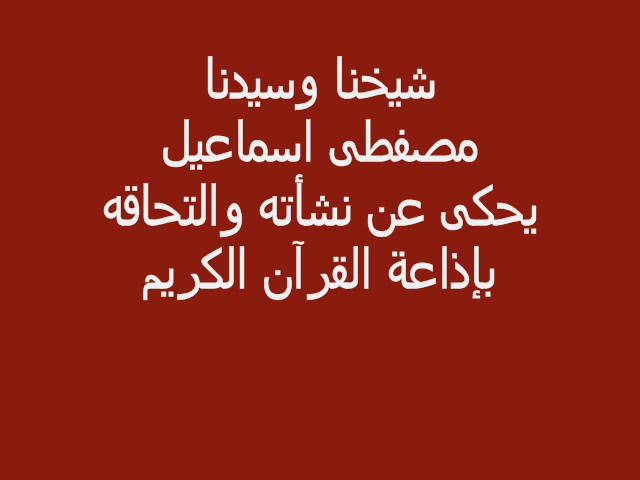 شيخنا وسيدنا
مصفطى اسماعيل
يحكى عن نشأته والتحاقه
بإذاعة القرآن الكريم